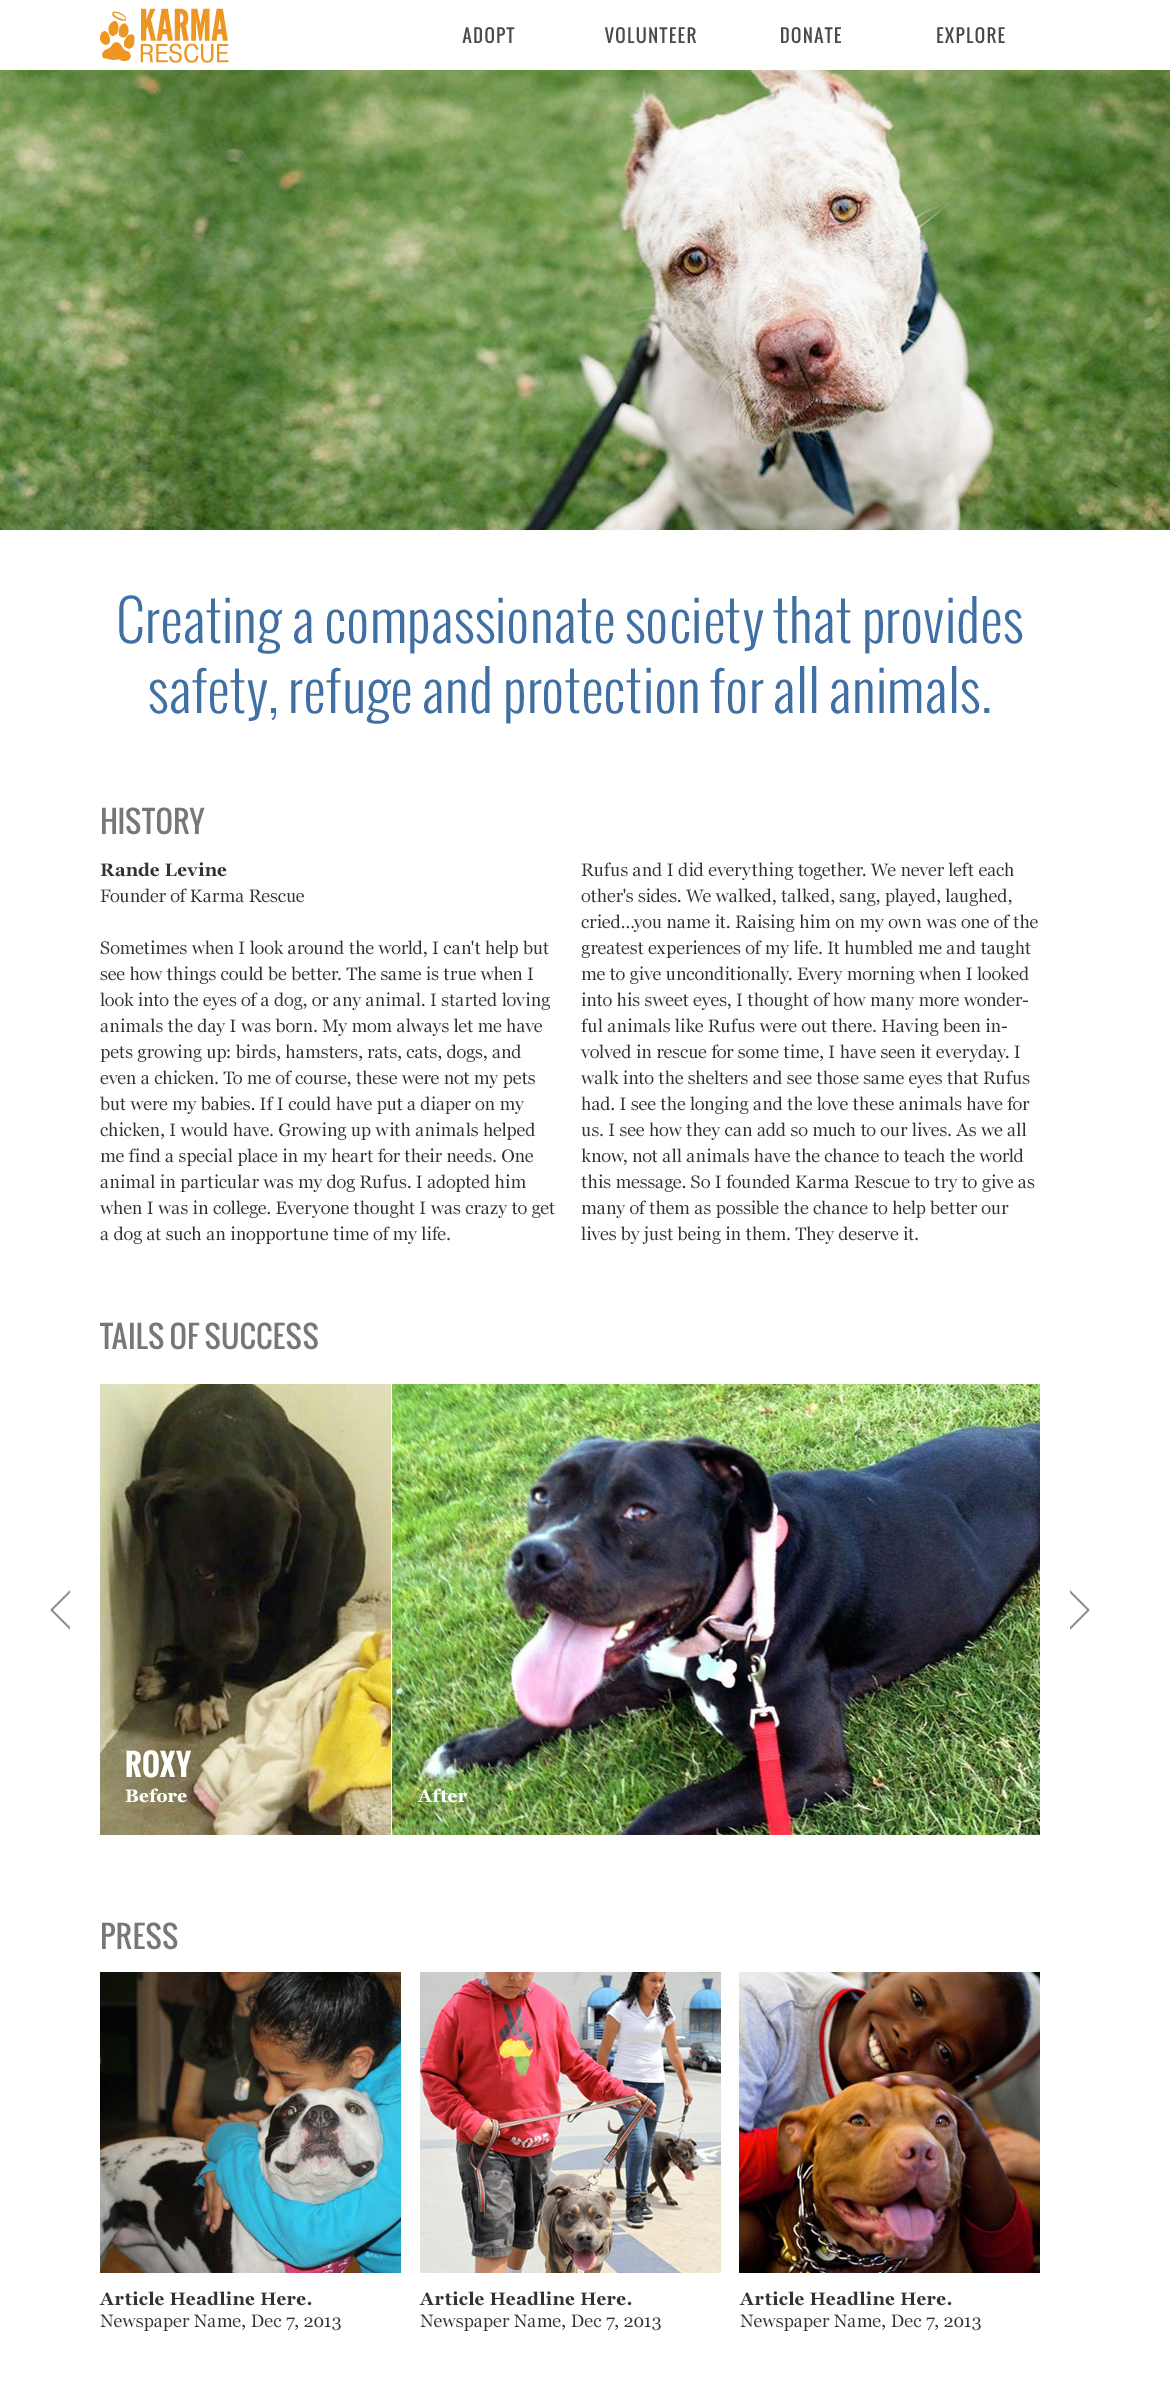 KARMA
RESCUE
ADOPT VOLUNTEER DONATE EXPLORE
Creating a compassionate society that provides
safety, refuge and protection for all animals.
HISTORY
Rande Levine
Founder of Karma Rescue
Sometimes when I look around the world, I can't help but
see how things could be better. The same is true when I
look into the eyes of a dog, or any animal. I started loving
animals the day I was born. My mom always let me have
pets growing up: birds, hamsters, rats, cats, dogs, and
even a chicken. To me of course, these were not my pets
but were my babies. If I could have put a diaper on my
chicken, I would have. Growing up with animals helped
me find a special place in my heart for their needs. One
animal in particular was my dog Rufus. I adopted him
when I was in college. Everyone thought I was crazy to get
a dog at such an inopportune time of my life.
Rufus and I did everything together. We never left each
other's sides. We walked, talked, sang, played, laughed,
cried...you name it. Raising him on my own was one of the
greatest experiences of my life. It humbled me and taught
me to give unconditionally. Every morning when I looked
into his sweet eyes, I thought of how many more wonder-
ful animals like Rufus were out there. Having been in-
volved in rescue for some time, I have seen it everyday. I
walk into the shelters and see those same eyes that Rufus
had. I see the longing and the love these animals have for
us. I see how they can add so much to our lives. As we all
know, not all animals have the chance to teach the world
this message. So I founded Karma Rescue to try to give as
many of them as possible the chance to help better our
lives by just being in them. They deserve it.
TAILS OF SUCCESS
ROXY
Before
After
PRESS
Article Headline Here.
Newspaper Name, Dec 7, 2013
Article Headline Here.
Newspaper Name, Dec 7, 2013
Article Headline Here.
Newspaper Name, Dec 7, 2013